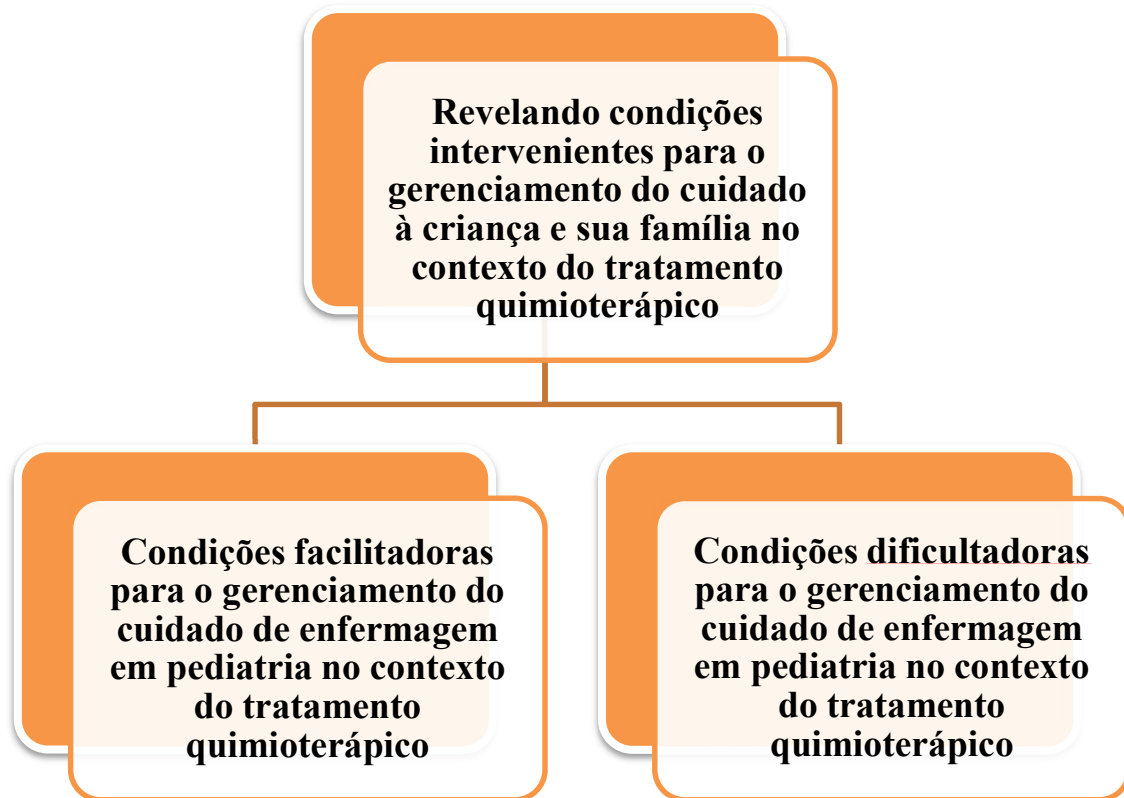 Revelando condições
intervenientes para o
gerenciamento do cuidado
à criança e sua família no
contexto do tratamento
quimioterápico
Condições facilitadoras
para o gerenciamento do
cuidado de enfermagem
em pediatria no contexto
do tratamento
quimioterápico
Condições dificultadoras
para o gerenciamento do
cuidado de enfermagem
em pediatria no contexto
do tratamento
quimioterápico